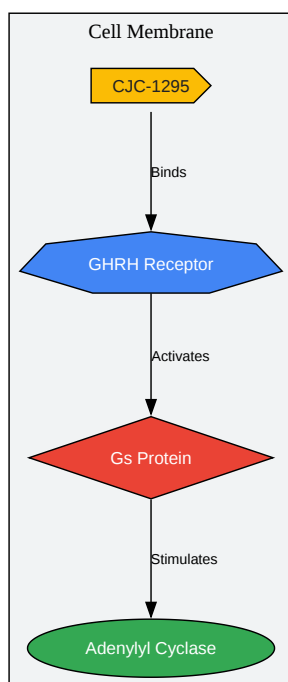 Cell Membrane
CJC-1295
Binds
GHRH Receptor
Activates
Gs Protein
Stimulates
Adenylyl Cyclase